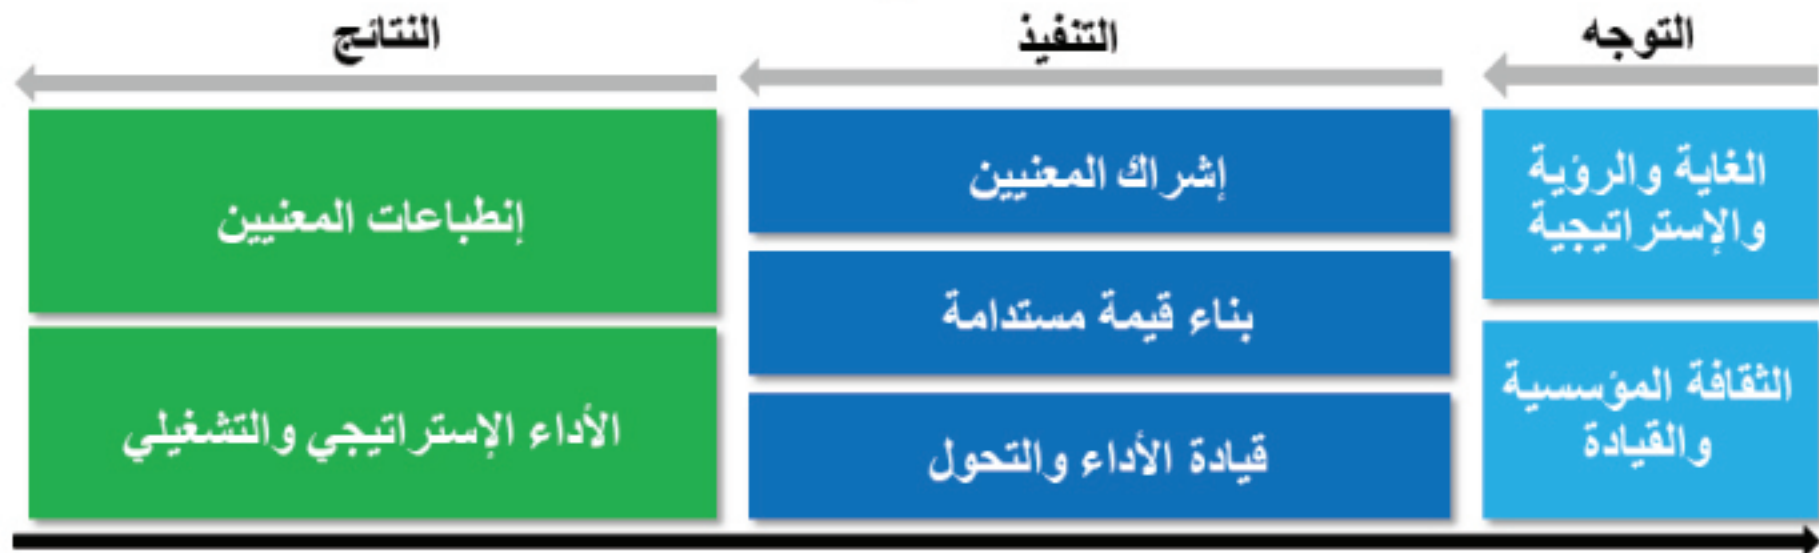 التوجه
الغاية والرؤية
والإستراتيجية
الثقافة المؤسسية
والقيادة
التنفيذ
إشراك المعنيين
بناء قيمة مستدامة
قيادة الأداء والتحول
النتائج
إنطباعات المعنيين
الأداء الإستراتيجي والتشغيلي